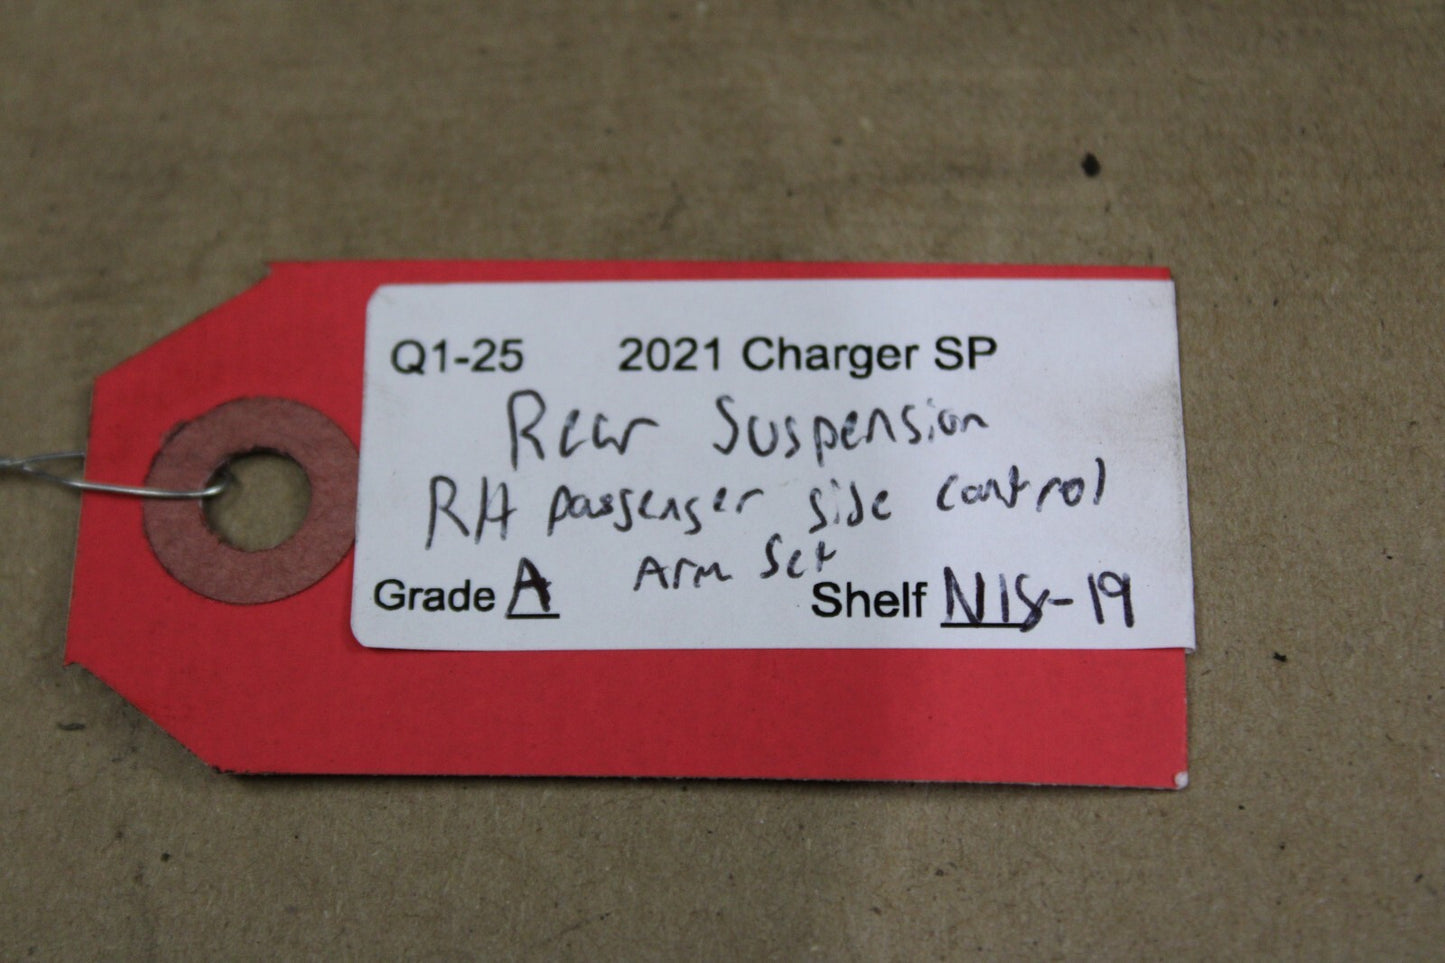 Q1-25 2021 Charger SP
Rear Suspension
RH passenger side control
Arm Set
Grade A Shelf N18-19